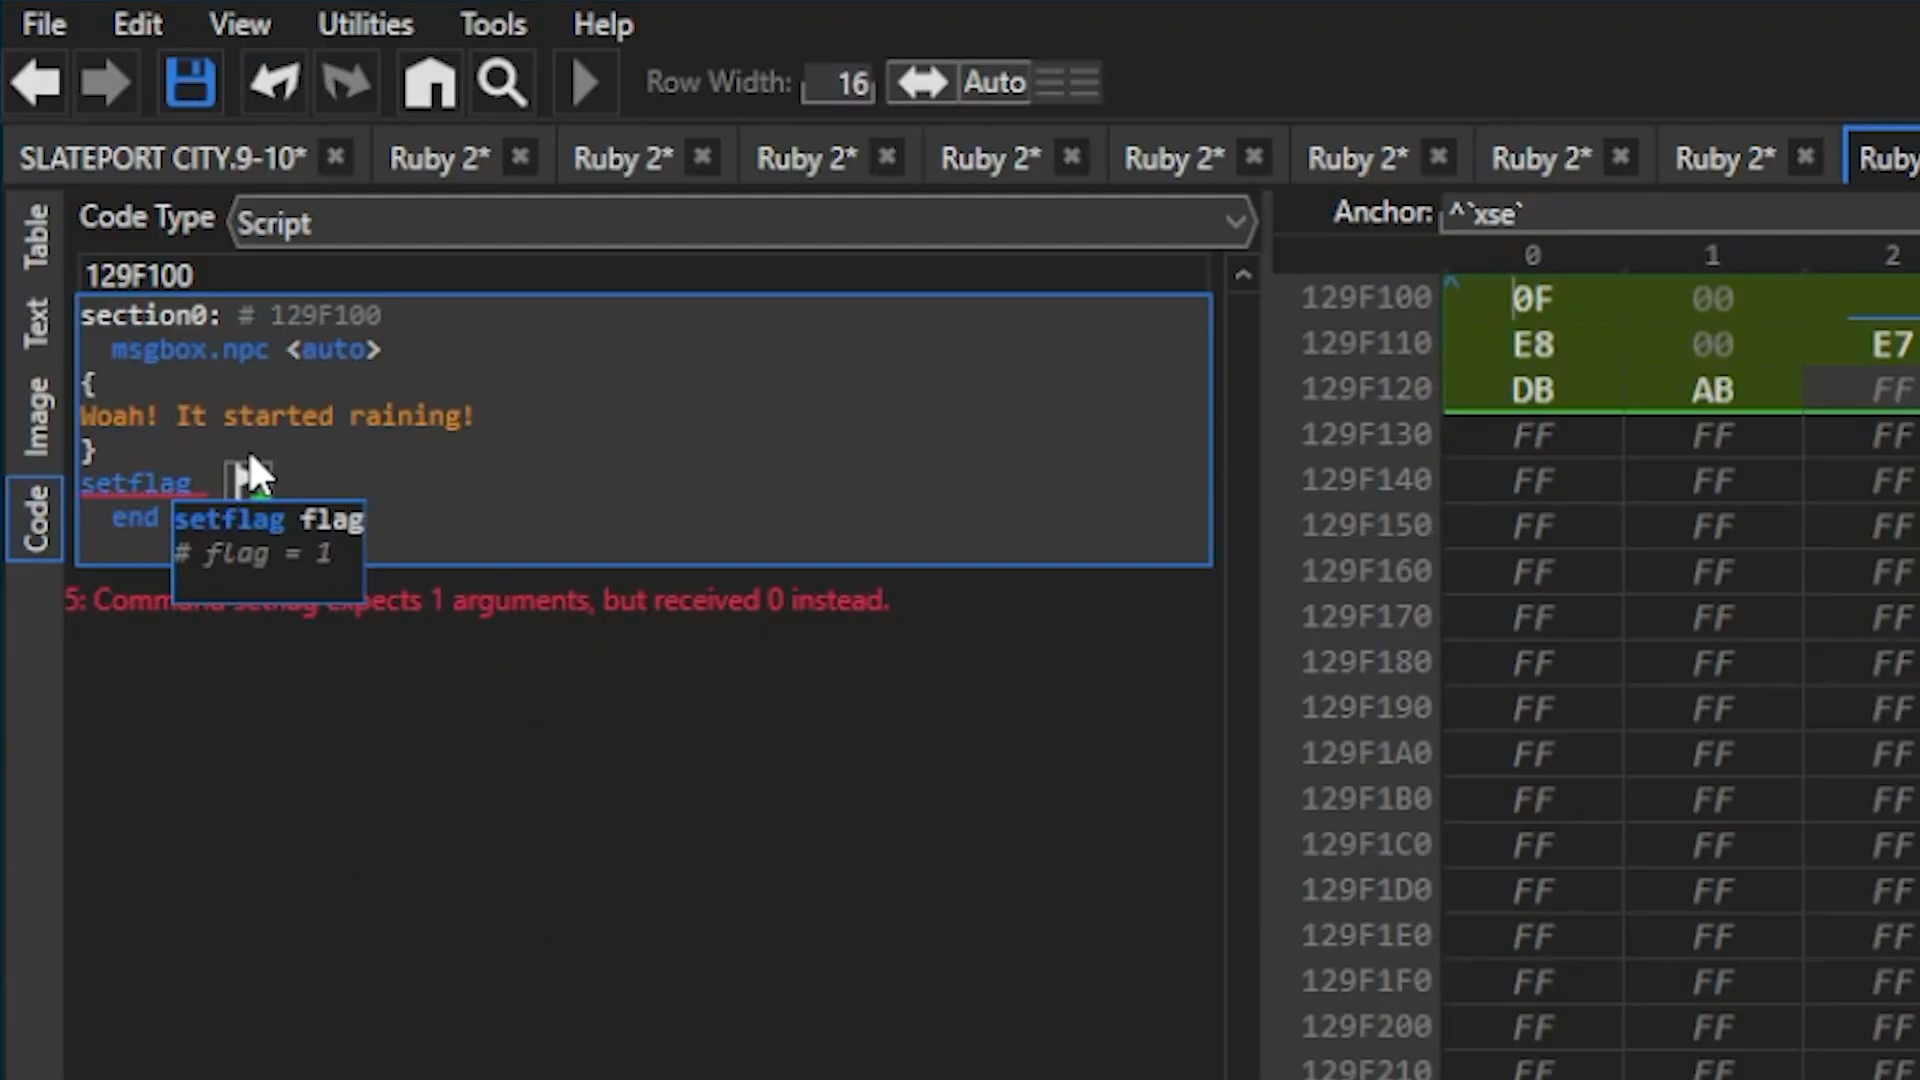 File Edit View Utilities Tools Help
Row Width: 16 Auto
SLATEPORT CITY.9-10* Ruby 2* Ruby 2* Ruby 2* Ruby 2* Ruby 2* Ruby 2* Ruby 2* Ruby 2* Ruby
Table
Text
Image
Code
Code Type Script
129F100
section0: # 129F100
msgbox.npc <auto>
{
Woah! It started raining!
}
setflag
end
setflag flag
# flag = 1
5: Command setflag expects 1 arguments, but received 0 instead.
Anchor: ^`xse`
0 1 2
129F100 0F 00
129F110 E8 00 E7
129F120 DB AB FF
129F130 FF FF FF
129F140 FF FF FF
129F150 FF FF FF
129F160 FF FF FF
129F170 FF FF FF
129F180 FF FF FF
129F190 FF FF FF
129F1A0 FF FF FF
129F1B0 FF FF FF
129F1C0 FF FF FF
129F1D0 FF FF FF
129F1E0 FF FF FF
129F1F0 FF FF FF
129F200 FF FF FF
129F210 FF FF FF